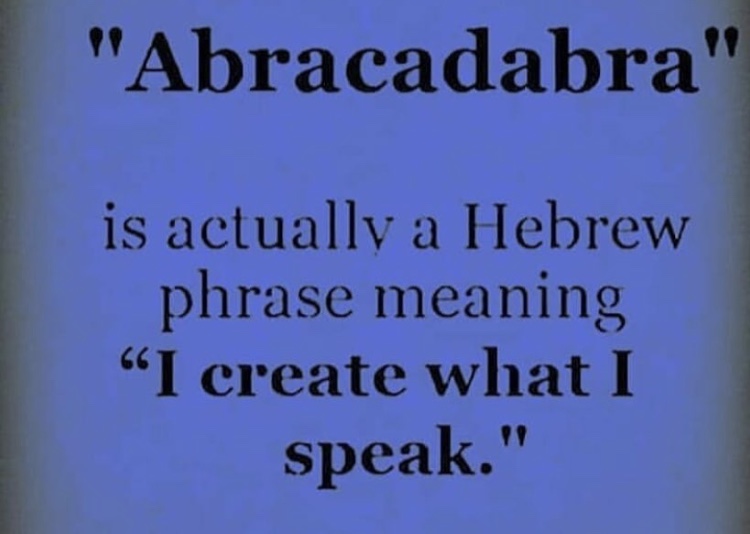 "Abracadabra"
is actually a Hebrew
phrase meaning
“I create what I
speak."